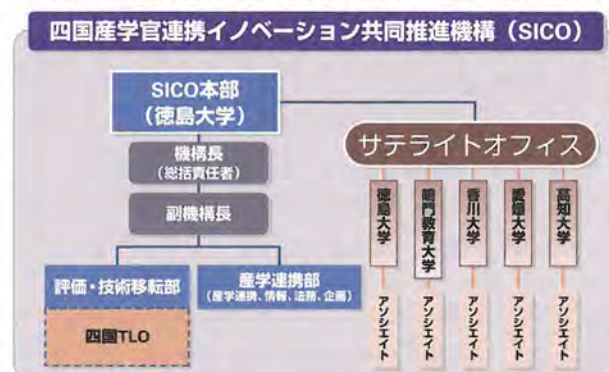 四国産学官連携イノベーション共同推進機構（SICO）
SICO本部
（徳島大学）
機構長
（総括責任者）
副機構長
評価・技術移転部
四国TLO
産学連携部
（産学連携、情報、法務、企画）
サテライトオフィス
徳島大学
鳴門教育大学
香川大学
愛媛大学
高知大学
アソシエイト
アソシエイト
アソシエイト
アソシエイト
アソシエイト